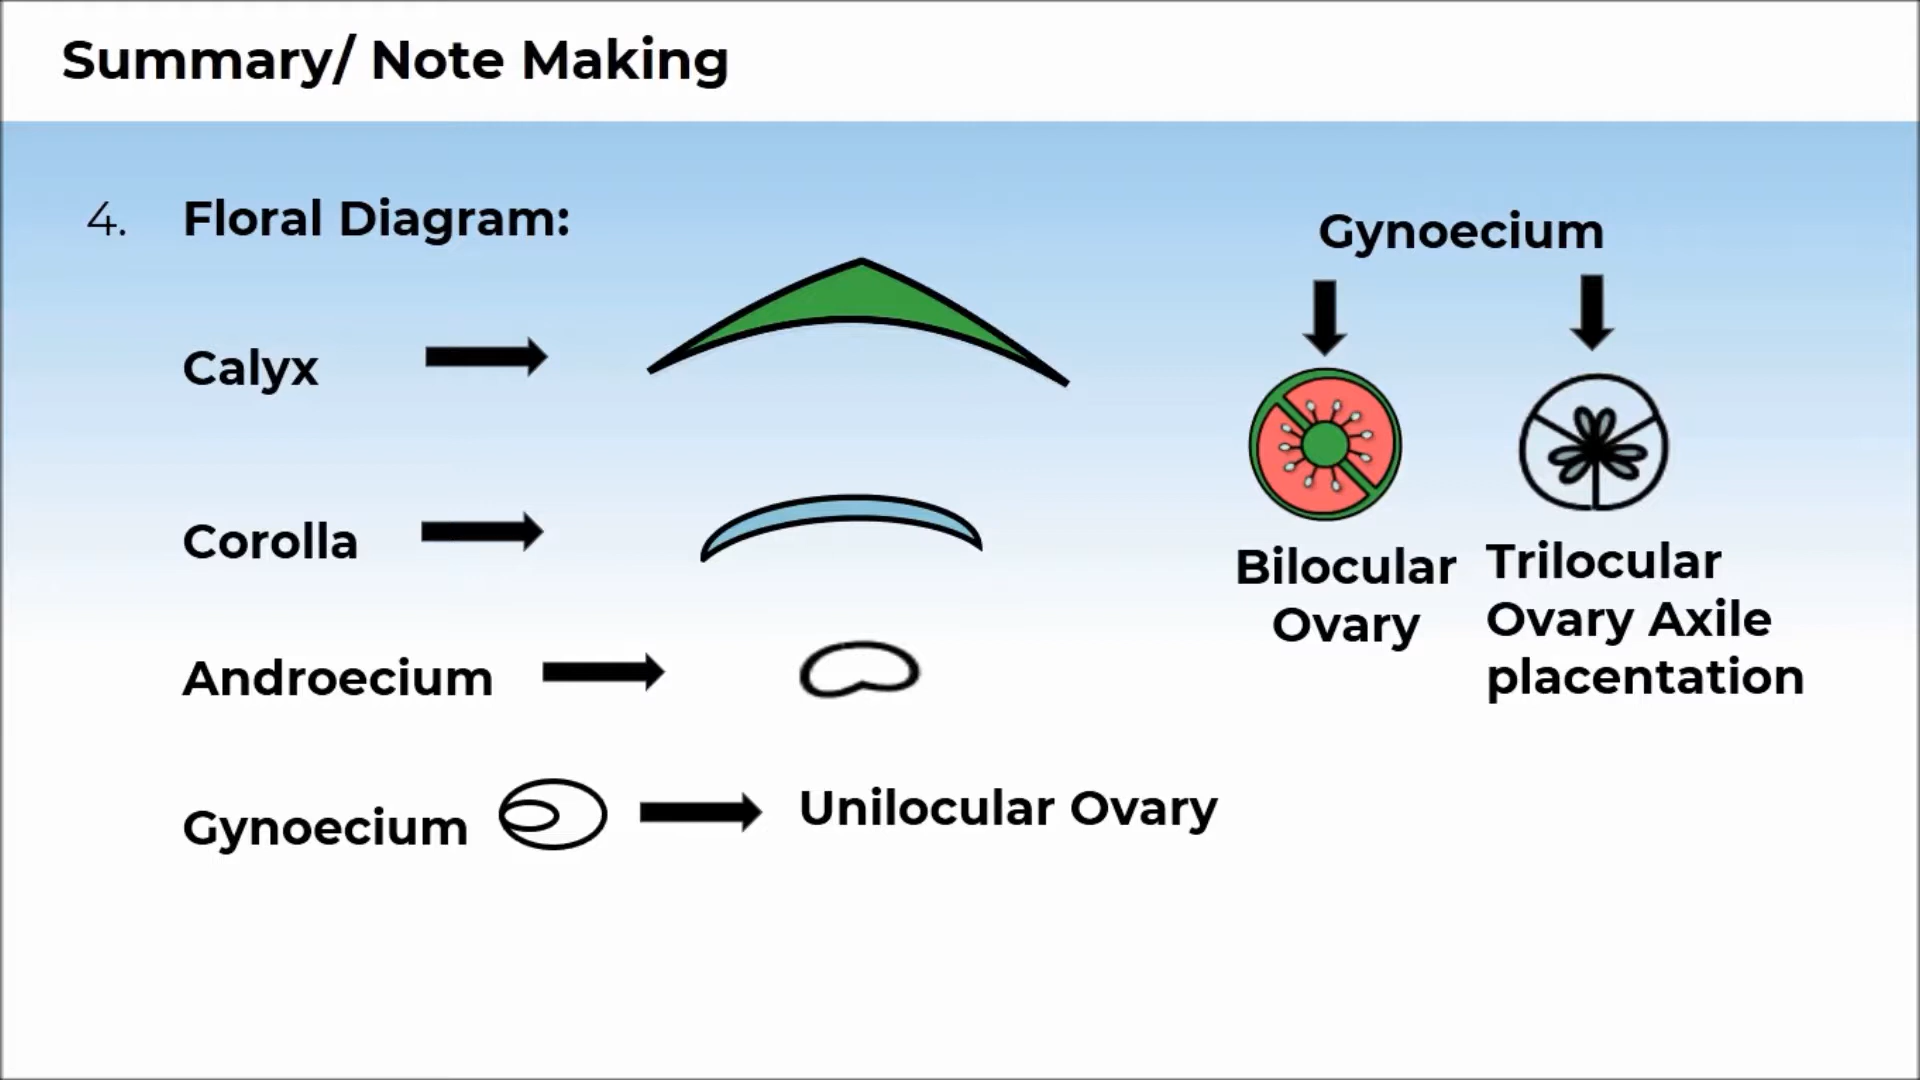 Summary/ Note Making
4. Floral Diagram:
Calyx
Corolla
Androecium
Gynoecium
Unilocular Ovary
Gynoecium
Bilocular
Ovary
Trilocular
Ovary Axile
placentation